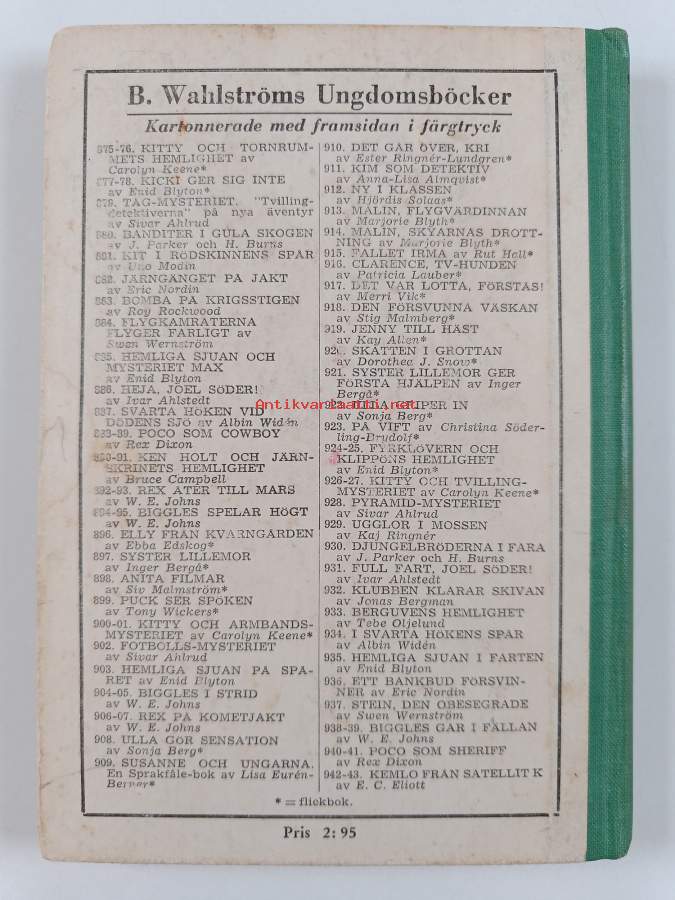 B. Wahlströms Ungdomsböcker
Kartonnerade med framsidan i färgtryck
875-76. KITTY OCH TORNRUM-
METS HEMLIGHET av
Carolyn Keene*
877-78. KICKI GER SIG INTE
av Enid Blyton*
879. TÅG-MYSTERIET. "Tvilling-
detektiverna" på nya äventyr
av Sivar Ahlrud
880. BANDITER I GULA SKOGEN
av J. Parker och H. Burns
881. KIT I RÖDSKINNENS SPÅR
av Uno Modin
882. JÄRNGÄNGET PÅ JAKT
av Eric Nordin
883. BOMBA PÅ KRIGSSTIGEN
av Roy Rockwood
884. FLYGKAMRATERNA
FLYGER FARLIGT av
Swen Wernström
885. HEMLIGA SJUAN OCH
MYSTERIET MAX
av Enid Blyton
886. HEJA, JOEL SÖDER!
av Ivar Ahlstedt
887. SVARTA HÖKEN VID
DÖDENS SJÖ av Albin Widén
888-89. POCO SOM COWBOY
av Rex Dixon
890-91. KEN HOLT OCH JÄRN-
SKRINETS HEMLIGHET
av Bruce Campbell
892-93. REX ÅTER TILL MARS
av W. E. Johns
894-95. BIGGLES SPELAR HÖGT
av W. E. Johns
896. ELLY FRÅN KVARNGÅRDEN
av Ebba Edskog*
897. SYSTER LILLEMOR
av Inger Bergå*
898. ANITA FILMAR
av Siv Malmström*
899. PUCK SER SPÖKEN
av Tony Wickers*
900-01. KITTY OCH ARMBANDS-
MYSTERIET av Carolyn Keene*
902. FOTBOLLS-MYSTERIET
av Sivar Ahlrud
903. HEMLIGA SJUAN PÅ SPÅ-
RET av Enid Blyton
904-05. BIGGLES I STRID
av W. E. Johns
906-07. REX PÅ KOMETJAKT
av W. E. Johns
908. ULLA GÖR SENSATION
av Sonja Berg*
909. SUSANNE OCH UNGARNA.
En Språkfåle-bok av Lisa Eurén-
Berner*
910. DET GÅR ÖVER, KRI
av Ester Ringnér-Lundgren*
911. KIM SOM DETEKTIV
av Anna-Lisa Almqvist*
912. NY I KLASSEN
av Hjördis Solaas*
913. MALIN, FLYGVÄRDINNAN
av Marjorie Blyth*
914. MALIN, SKYARNAS DROTT-
NING av Marjorie Blyth*
915. FALLET IRMA av Rut Hall*
916. CLARENCE, TV-HUNDEN
av Patricia Lauber*
917. DET VAR LOTTA, FÖRSTÅS!
av Merri Vik*
918. DEN FÖRSVUNNA VÄSKAN
av Stig Malmberg*
919. JENNY TILL HÄST
av Kay Allen*
920. SKATTEN I GROTTAN
av Dorothea J. Snow*
921. SYSTER LILLEMOR GER
FÖRSTA HJÄLPEN av Inger
Bergå*
Antikvariaatti.net
922. ULLA GRIPER IN
av Sonja Berg*
923. PÅ VIFT av Christina Söder-
ling-Brydolf*
924-25. FYRKLÖVERN OCH
KLIPPÖNS HEMLIGHET
av Enid Blyton*
926-27. KITTY OCH TVILLING-
MYSTERIET av Carolyn Keene*
928. PYRAMID-MYSTERIET
av Sivar Ahlrud
929. UGGLOR I MOSSEN
av Kaj Ringnér
930. DJUNGELBRÖDERNA I FARA
av J. Parker och H. Burns
931. FULL FART, JOEL SÖDER!
av Ivar Ahlstedt
932. KLUBBEN KLARAR SKIVAN
av Jonas Bergman
933. BERGUVENS HEMLIGHET
av Tebe Oljelund
934. I SVARTA HÖKENS SPÅR
av Albin Widén
935. HEMLIGA SJUAN I FARTEN
av Enid Blyton
936. ETT BANKBUD FÖRSVIN-
NER av Eric Nordin
937. STEIN, DEN OBESEGRADE
av Swen Wernström
938-39. BIGGLES GÅR I FÄLLAN
av W. E. Johns
940-41. POCO SOM SHERIFF
av Rex Dixon
942-43. KEMLO FRÅN SATELLIT K
av E. C. Eliott
* = flickbok.
Pris 2:95